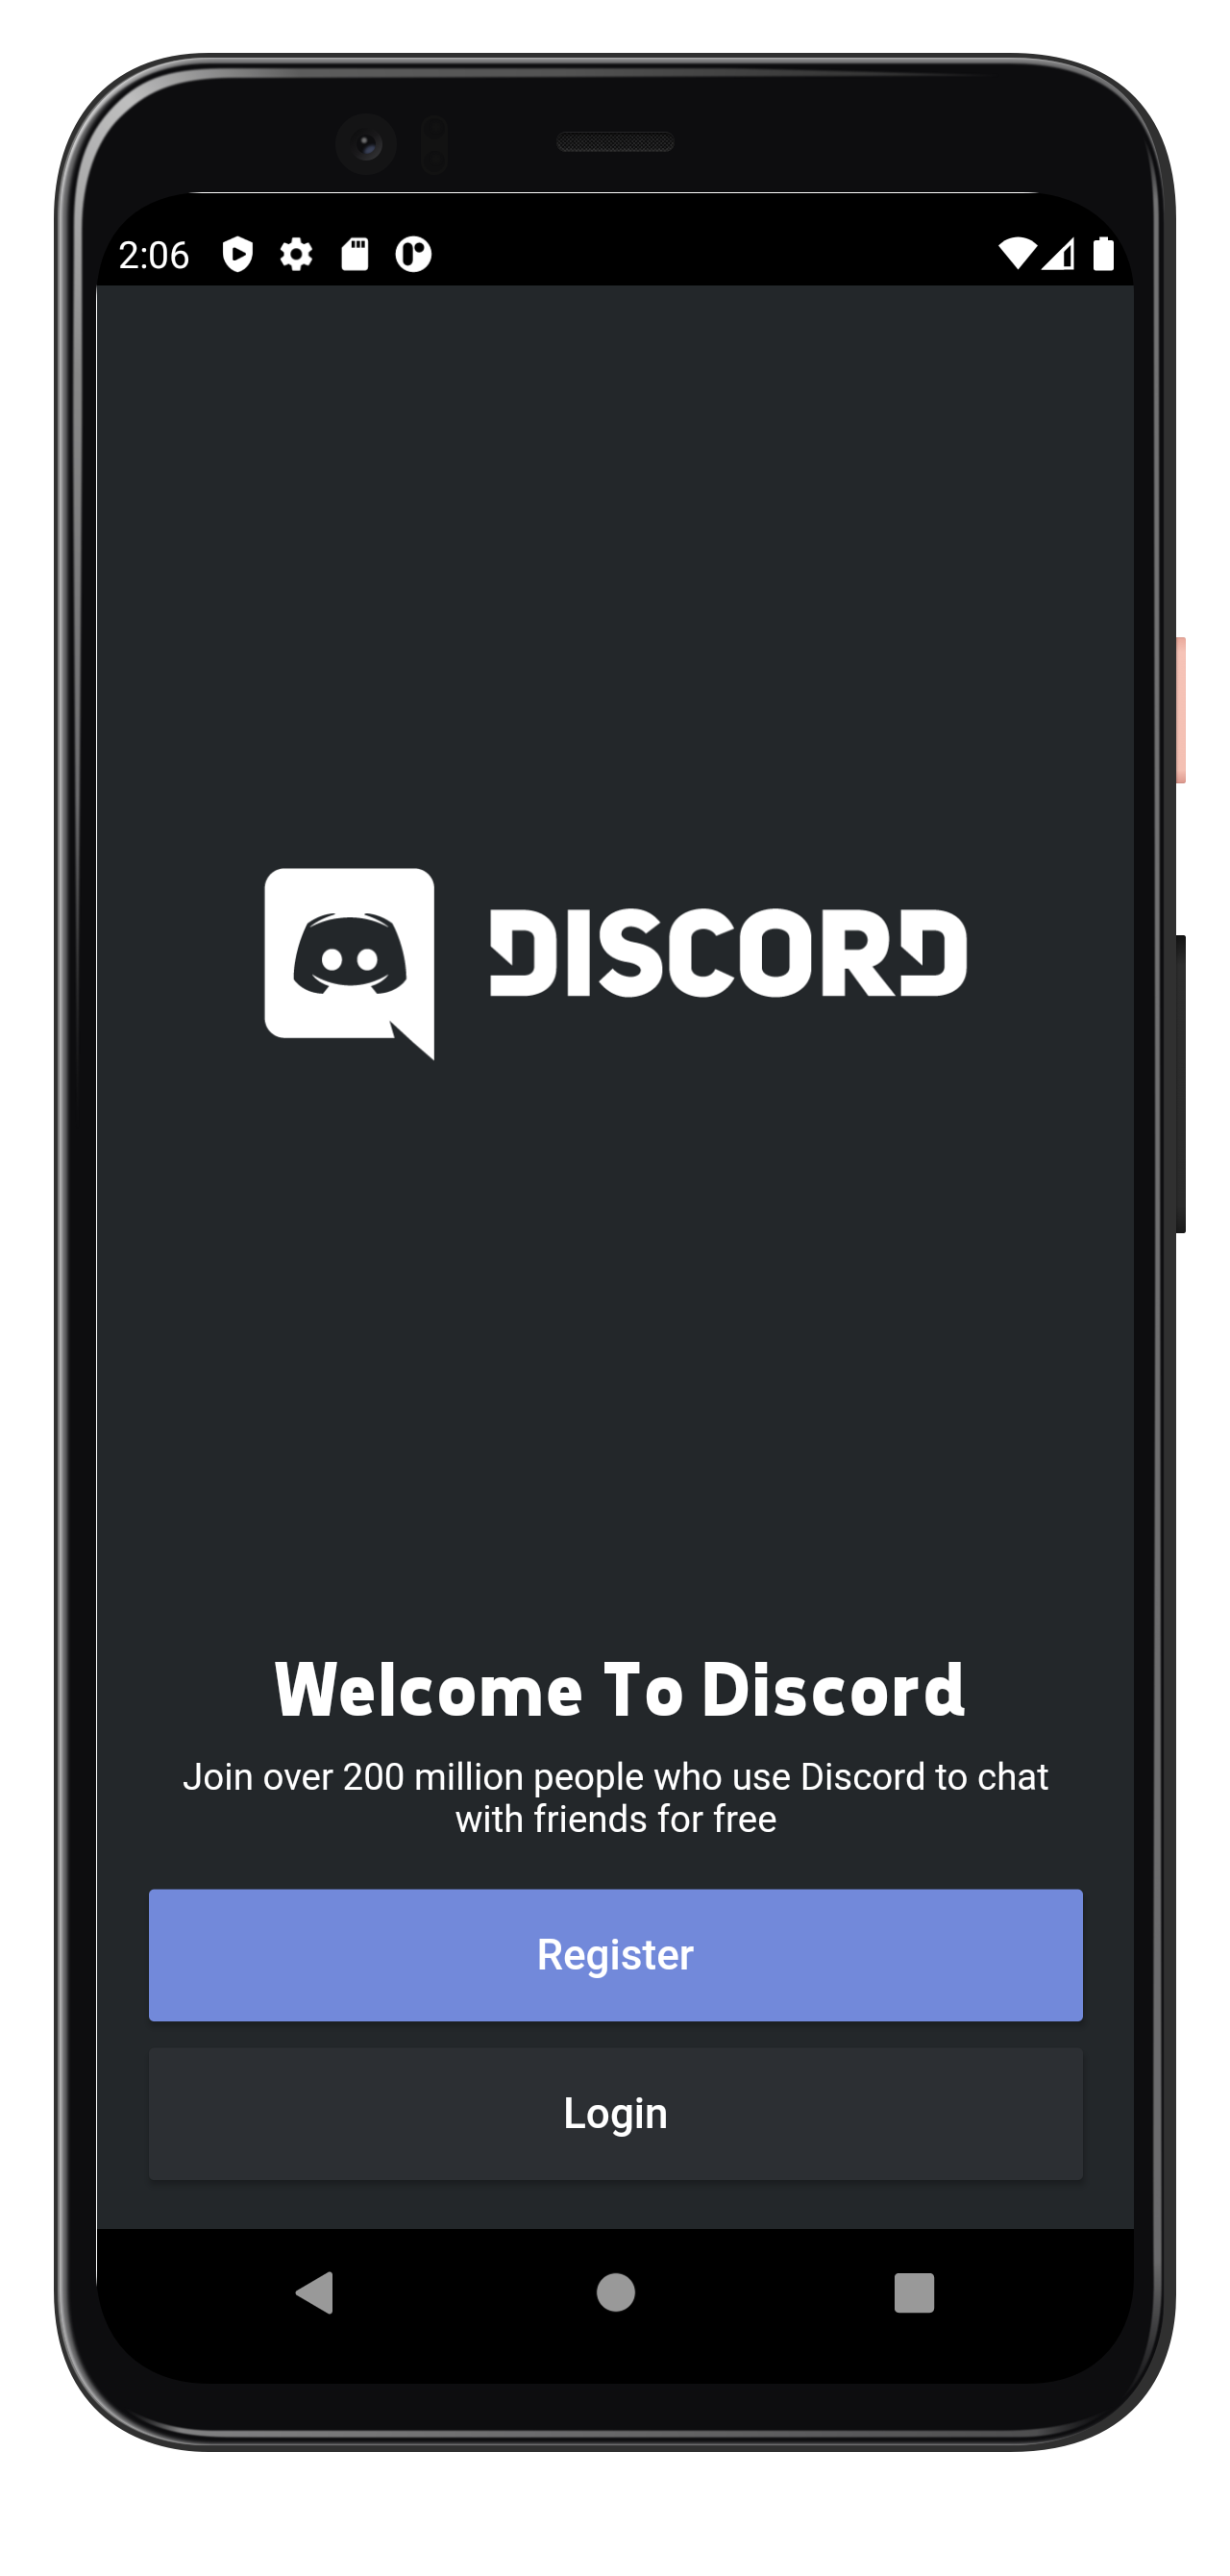 2:06
DISCORD
Welcome To Discord
Join over 200 million people who use Discord to chat
with friends for free
Register
Login